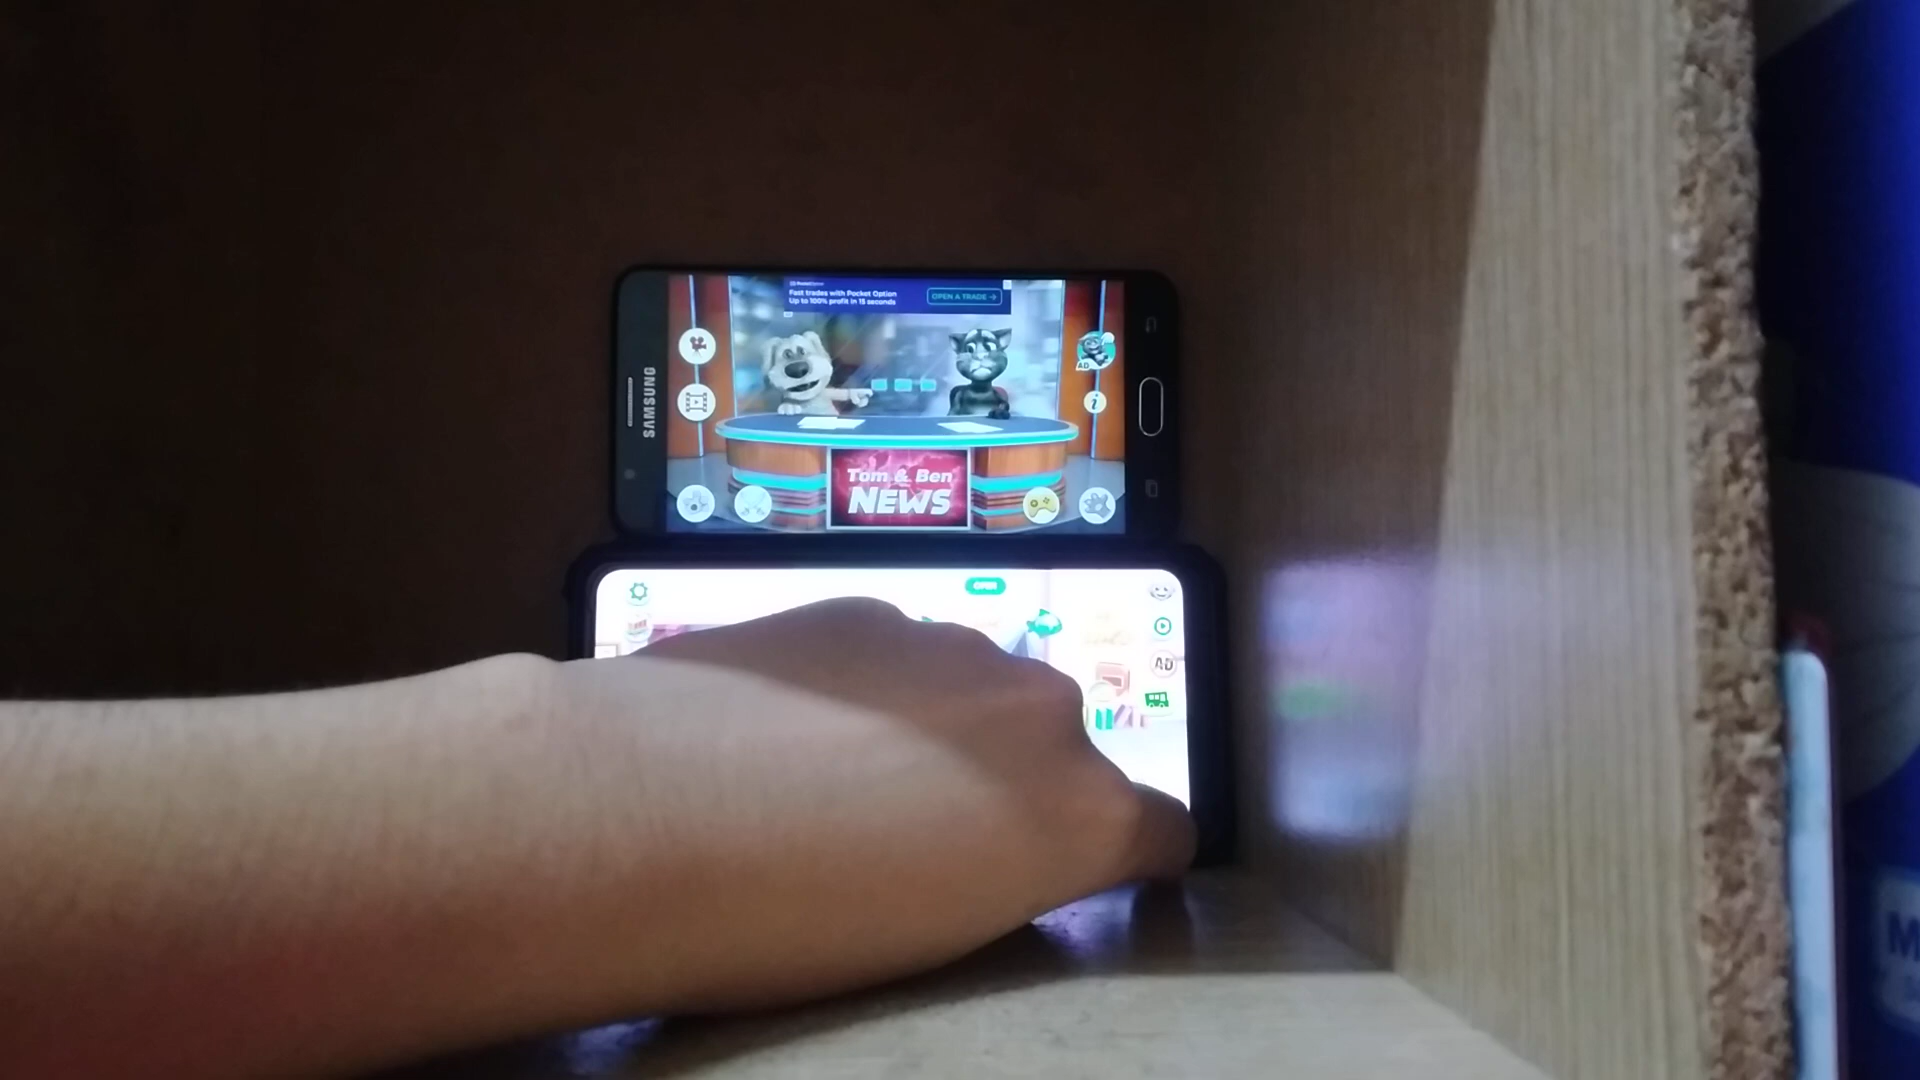 Fast trades with Pocket Option
Up to 100% profit in 15 seconds
OPEN A TRADE →
SAMSUNG
AD
i
Tom & Ben
NEWS
OPEN
AD